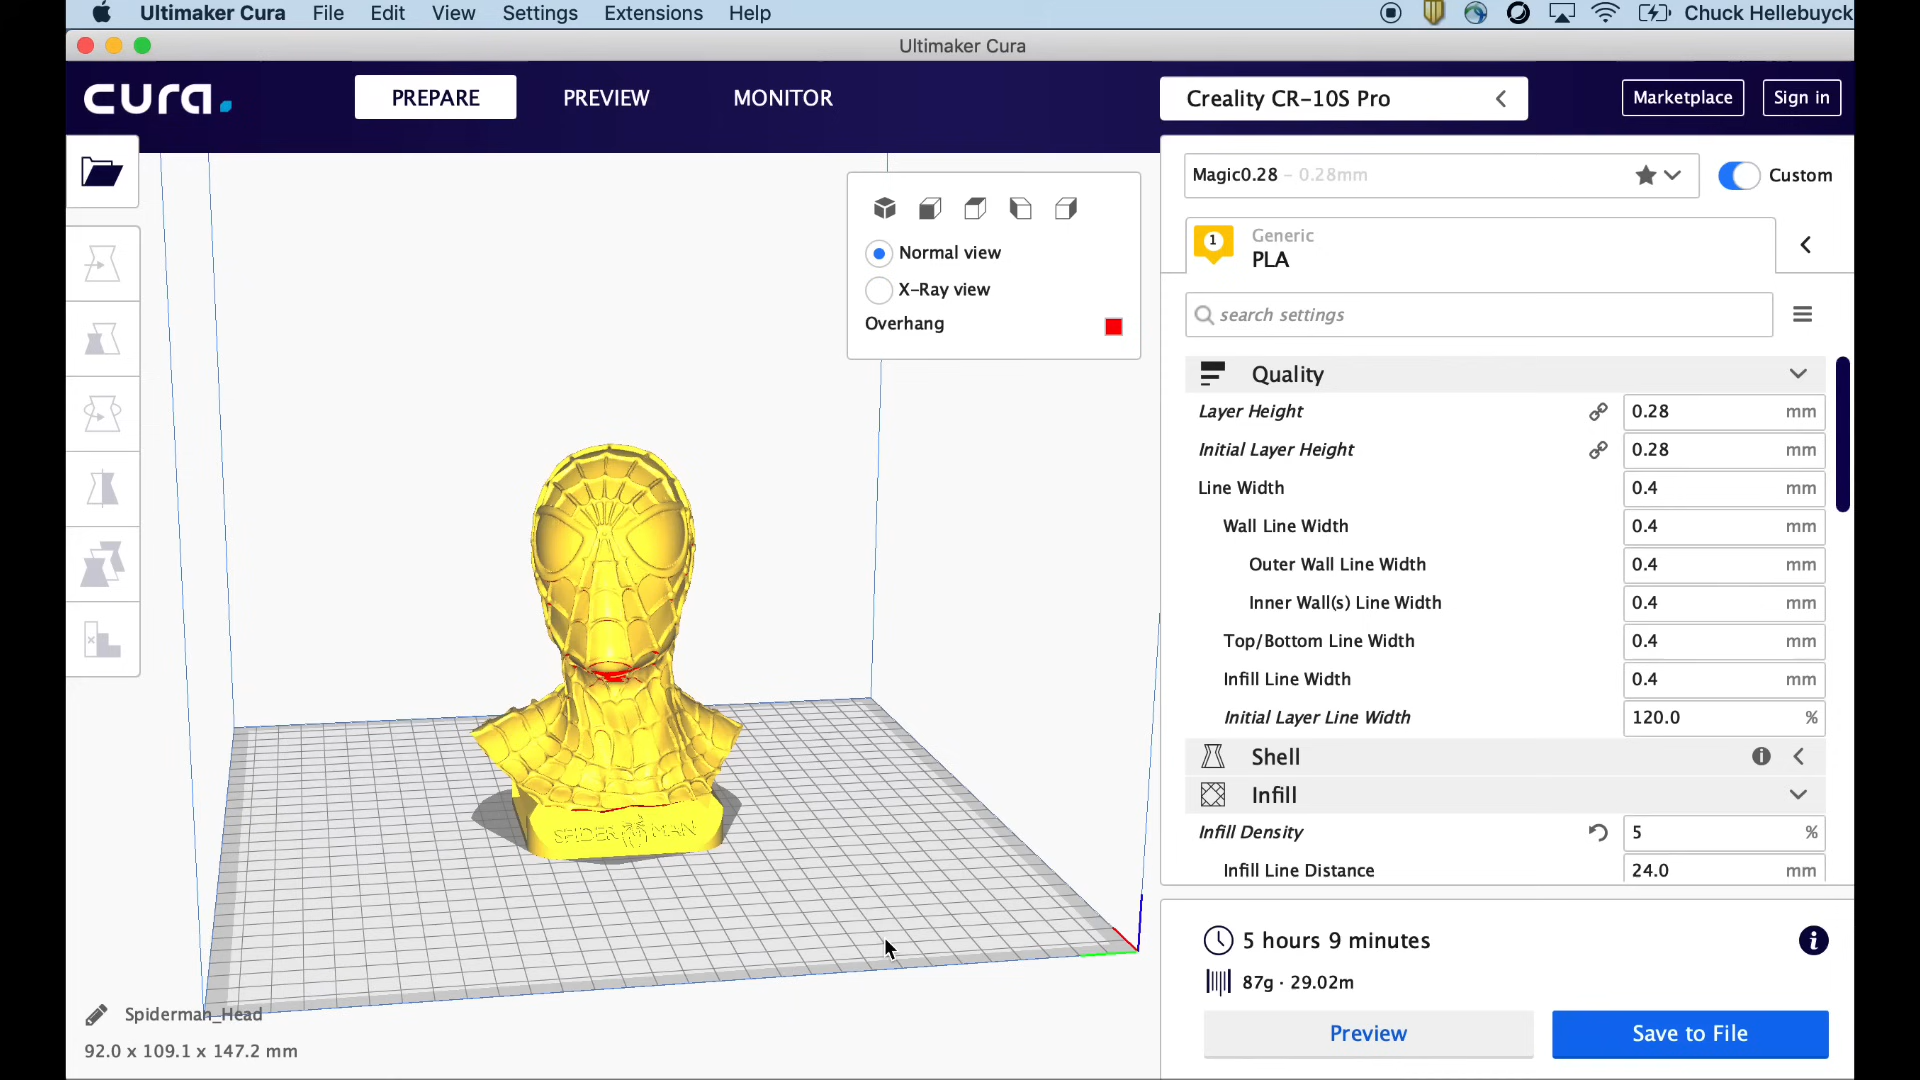 Ultimaker Cura File Edit View Settings Extensions Help Chuck Hellebuyck
Ultimaker Cura
cura. PREPARE PREVIEW MONITOR Creality CR-10S Pro Marketplace Sign in
Magic0.28 - 0.28mm Custom
1 Generic
PLA
Normal view
X-Ray view
Overhang
search settings
Quality
Layer Height 0.28 mm
Initial Layer Height 0.28 mm
Line Width 0.4 mm
Wall Line Width 0.4 mm
Outer Wall Line Width 0.4 mm
Inner Wall(s) Line Width 0.4 mm
Top/Bottom Line Width 0.4 mm
Infill Line Width 0.4 mm
Initial Layer Line Width 120.0 %
Shell
Infill
Infill Density 5 %
Infill Line Distance 24.0 mm
SPIDER MAN
5 hours 9 minutes
87g · 29.02m
Preview Save to File
Spiderman_Head
92.0 x 109.1 x 147.2 mm